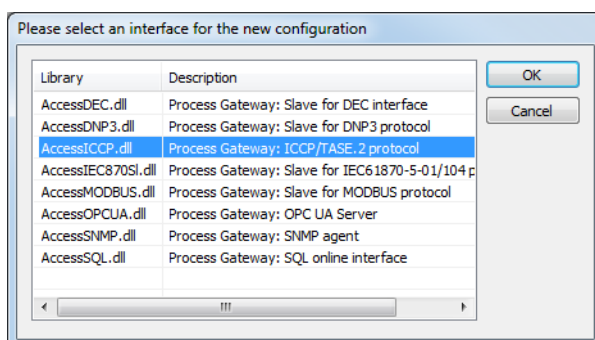 Please select an interface for the new configuration
Library Description
AccessDEC.dll Process Gateway: Slave for DEC interface
AccessDNP3.dll Process Gateway: Slave for DNP3 protocol
AccessICCP.dll Process Gateway: ICCP/TASE.2 protocol
AccessIEC870Sl.dll Process Gateway: Slave for IEC61870-5-01/104 p
AccessMODBUS.dll Process Gateway: Slave for MODBUS protocol
AccessOPCUA.dll Process Gateway: OPC UA Server
AccessSNMP.dll Process Gateway: SNMP agent
AccessSQL.dll Process Gateway: SQL online interface
OK
Cancel